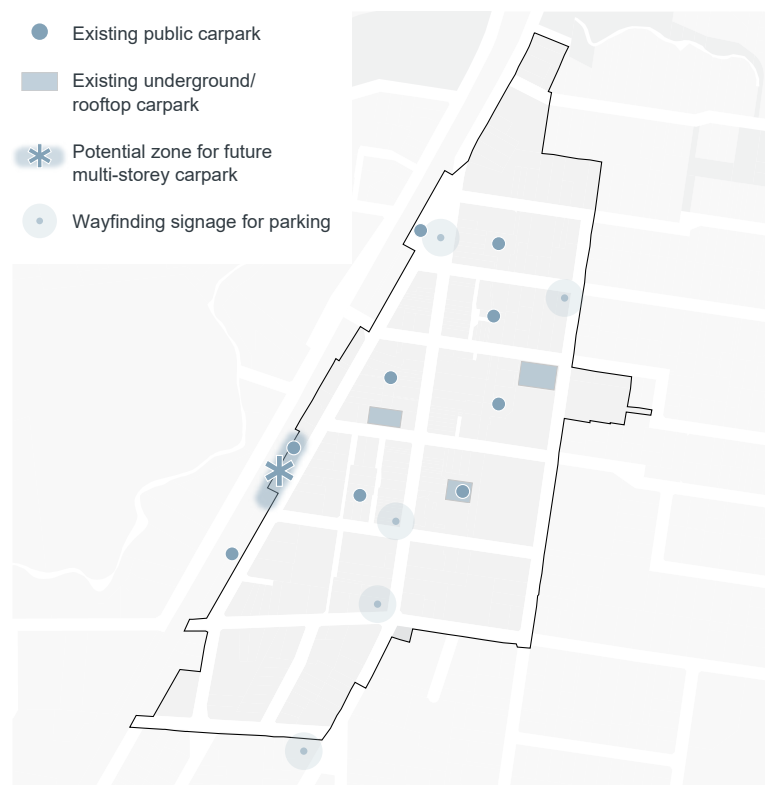 Existing public carpark
Existing underground/
rooftop carpark
Potential zone for future
multi-storey carpark
Wayfinding signage for parking